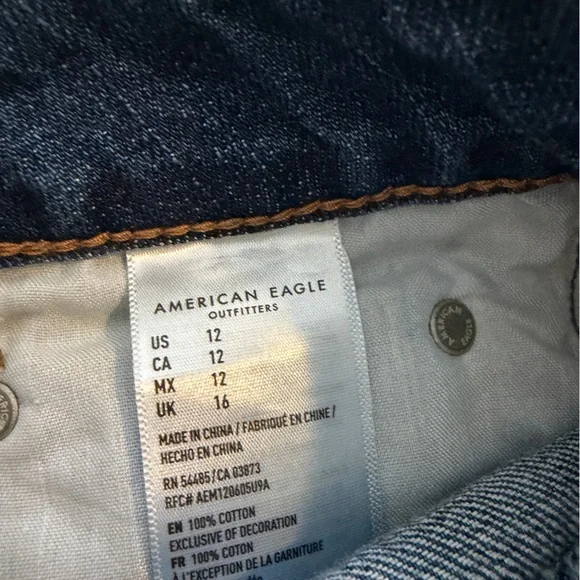 AMERICAN EAGLE
OUTFITTERS
US 12
CA 12
MX 12
UK 16
MADE IN CHINA / FABRIQUÉ EN CHINE /
HECHO EN CHINA
RN 54485/CA 03873
RFC# AEM120605U9A
EN 100% COTTON
EXCLUSIVE OF DECORATION
FR 100% COTON
À L'EXCEPTION DE LA GARNITURE
AMERICAN EAGLE